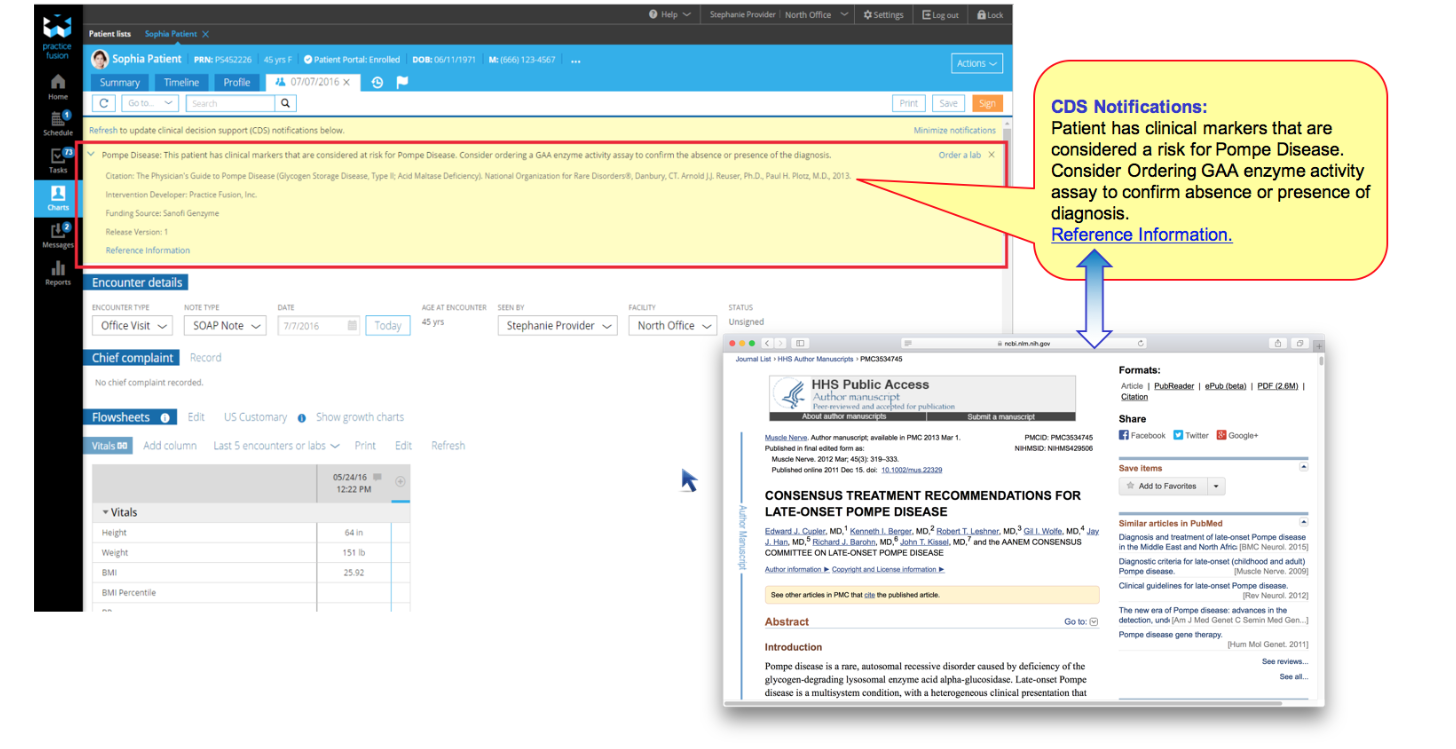 Help
Stephanie Provider | North Office
Settings
Log out
Lock
practice
fusion
Home
1
Schedule
73
Tasks
Charts
2
Messages
Reports
Patient lists Sophia Patient X
Sophia Patient PRN: PS452226 45 yrs F Patient Portal: Enrolled DOB: 06/11/1971 M: (666) 123-4567 ...
Actions
Summary Timeline Profile 07/07/2016 ×
Go to... Search
Print Save Sign
Refresh to update clinical decision support (CDS) notifications below. Minimize notifications
Pompe Disease: This patient has clinical markers that are considered at risk for Pompe Disease. Consider ordering a GAA enzyme activity assay to confirm the absence or presence of the diagnosis. Order a lab ×
Citation: The Physician's Guide to Pompe Disease (Glycogen Storage Disease, Type II; Acid Maltase Deficiency). National Organization for Rare Disorders®, Danbury, CT. Arnold J.J. Reuser, Ph.D., Paul H. Plotz, M.D., 2013.
Intervention Developer: Practice Fusion, Inc.
Funding Source: Sanofi Genzyme
Release Version: 1
Reference Information
Encounter details
ENCOUNTER TYPE NOTE TYPE DATE AGE AT ENCOUNTER SEEN BY FACILITY STATUS
Office Visit SOAP Note 7/7/2016 Today 45 yrs Stephanie Provider North Office Unsigned
Chief complaint Record
No chief complaint recorded.
Flowsheets Edit US Customary Show growth charts
Vitals Add column Last 5 encounters or labs Print Edit Refresh
05/24/16
12:22 PM
Vitals
Height 64 in
Weight 151 lb
BMI 25.92
BMI Percentile
CDS Notifications:
Patient has clinical markers that are
considered a risk for Pompe Disease.
Consider Ordering GAA enzyme activity
assay to confirm absence or presence of
diagnosis.
Reference Information.
ncbi.nlm.nih.gov
Journal List › HHS Author Manuscripts › PMC3534745
HHS Public Access
Author manuscript
Peer-reviewed and accepted for publication
About author manuscripts Submit a manuscript
Muscle Nerve. Author manuscript; available in PMC 2013 Mar 1. PMCID: PMC3534745
Published in final edited form as: NIHMSID: NIHMS429506
Muscle Nerve. 2012 Mar; 45(3): 319–333.
Published online 2011 Dec 15. doi: 10.1002/mus.22329
CONSENSUS TREATMENT RECOMMENDATIONS FOR
LATE-ONSET POMPE DISEASE
Edward J. Cupler, MD,1 Kenneth I. Berger, MD,2 Robert T. Leshner, MD,3 Gil I. Wolfe, MD,4 Jay
J. Han, MD,5 Richard J. Barohn, MD,6 John T. Kissel, MD,7 and the AANEM CONSENSUS
COMMITTEE ON LATE-ONSET POMPE DISEASE
Author information ► Copyright and License information ►
See other articles in PMC that cite the published article.
Abstract Go to:
Introduction
Pompe disease is a rare, autosomal recessive disorder caused by deficiency of the
glycogen-degrading lysosomal enzyme acid alpha-glucosidase. Late-onset Pompe
disease is a multisystem condition, with a heterogeneous clinical presentation that
Author Manuscript
Formats:
Article | PubReader | ePub (beta) | PDF (2.6M) |
Citation
Share
Facebook Twitter Google+
Save items
Add to Favorites
Similar articles in PubMed
Diagnosis and treatment of late-onset Pompe disease
in the Middle East and North Afric [BMC Neurol. 2015]
Diagnostic criteria for late-onset (childhood and adult)
Pompe disease. [Muscle Nerve. 2009]
Clinical guidelines for late-onset Pompe disease.
[Rev Neurol. 2012]
The new era of Pompe disease: advances in the
detection, und [Am J Med Genet C Semin Med Gen...]
Pompe disease gene therapy.
[Hum Mol Genet. 2011]
See reviews...
See all...